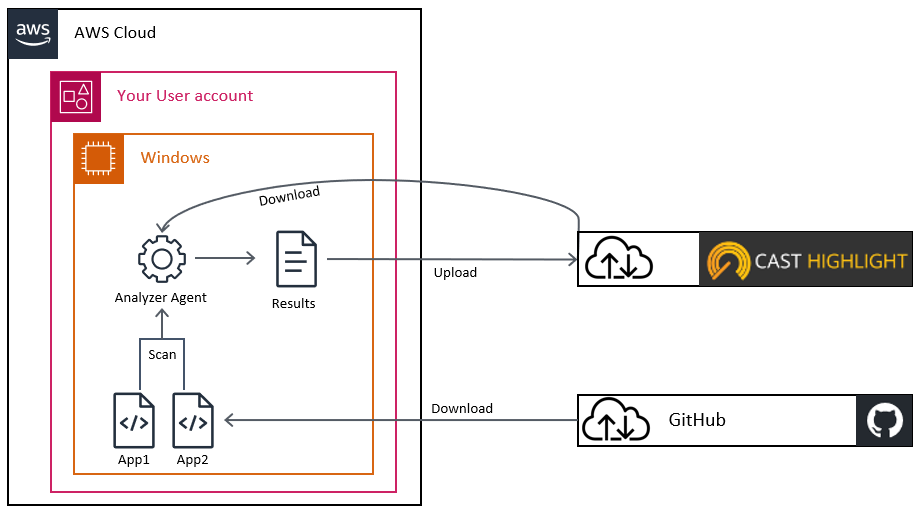 aws
AWS Cloud
Your User account
Windows
Download
CAST HIGHLIGHT
Upload
Analyzer Agent
Results
Scan
</>
</>
Download
GitHub
App1
App2